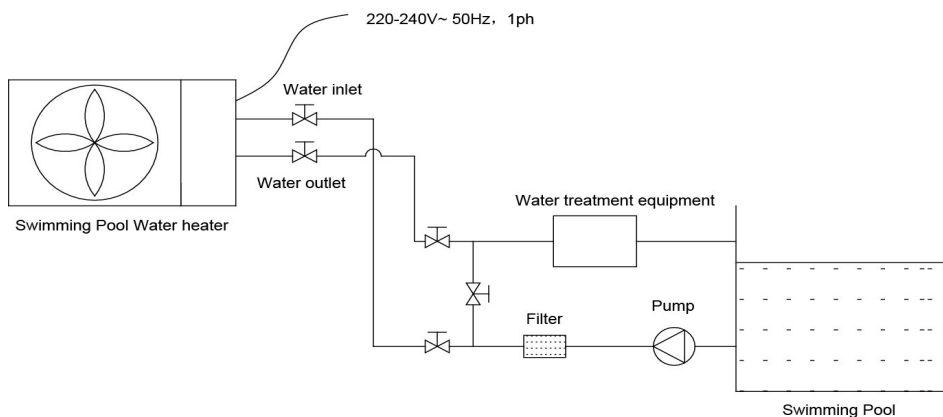 220-240V~ 50Hz，1ph
Water inlet
Water outlet
Swimming Pool Water heater
Water treatment equipment
Filter
Pump
Swimming Pool